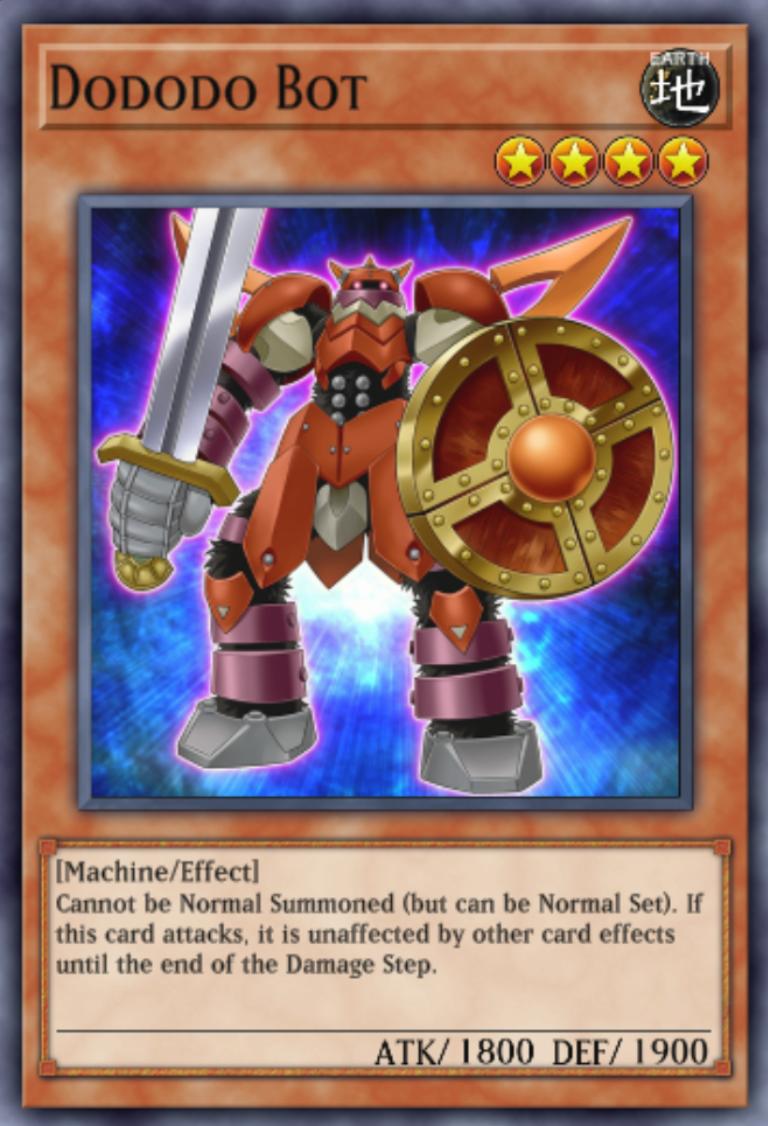 Dododo Bot
EARTH
地
[Machine/Effect]
Cannot be Normal Summoned (but can be Normal Set). If
this card attacks, it is unaffected by other card effects
until the end of the Damage Step.
ATK/ 1800 DEF/ 1900